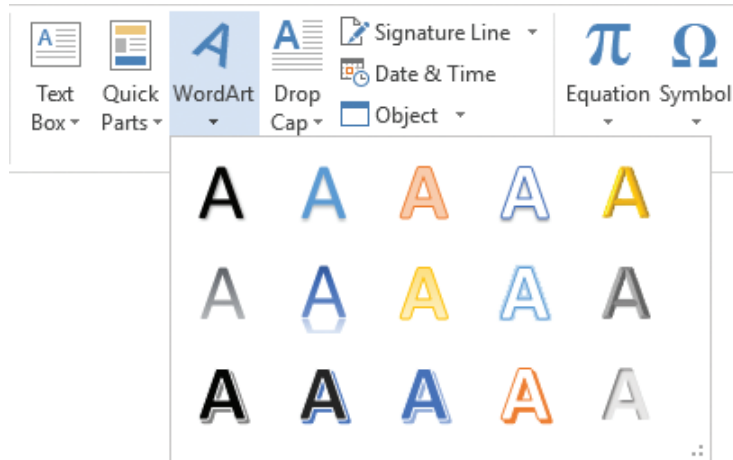 Text
Box
Quick
Parts
WordArt
Drop
Cap
Signature Line
Date & Time
Object
Equation
Symbol
A A A A A
A A A A A
A A A A A